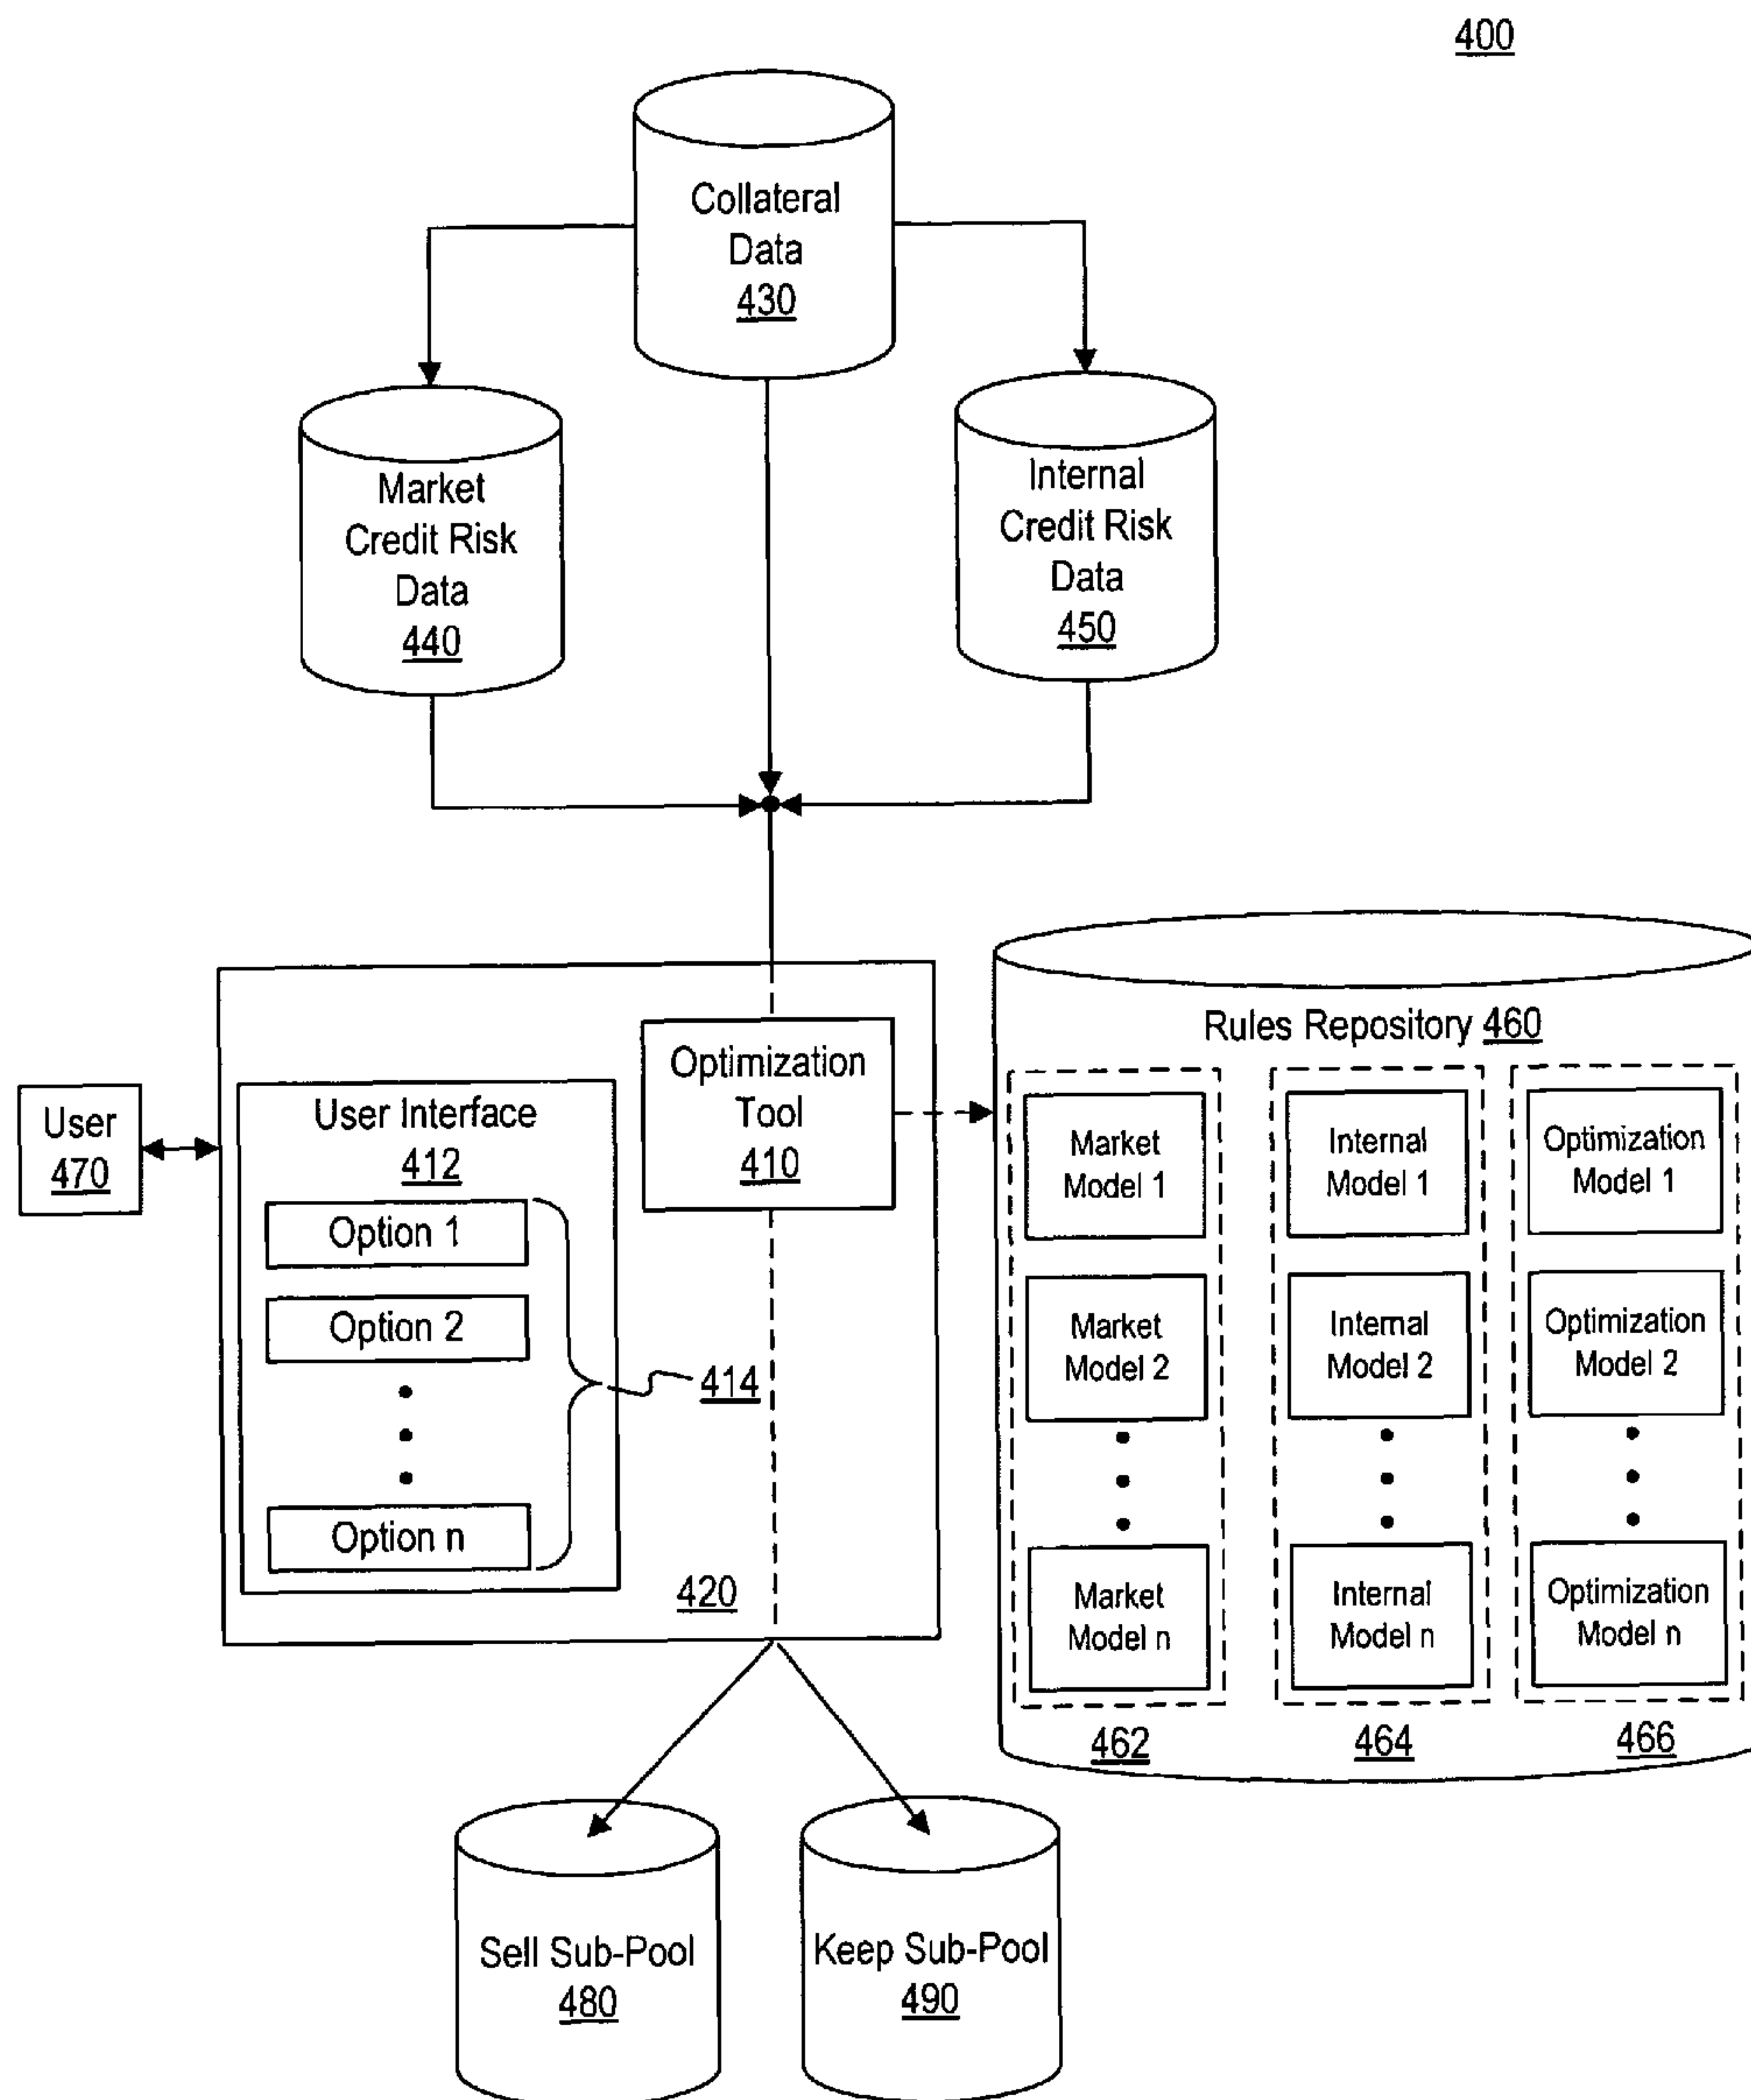 400
Collateral
Data
430
Market
Credit Risk
Data
440
Internal
Credit Risk
Data
450
User
470
User Interface
412
Option 1
Option 2
Option n
414
420
Optimization
Tool
410
Rules Repository 460
Market
Model 1
Market
Model 2
Market
Model n
462
Internal
Model 1
Internal
Model 2
Internal
Model n
464
Optimization
Model 1
Optimization
Model 2
Optimization
Model n
466
Sell Sub-Pool
480
Keep Sub-Pool
490